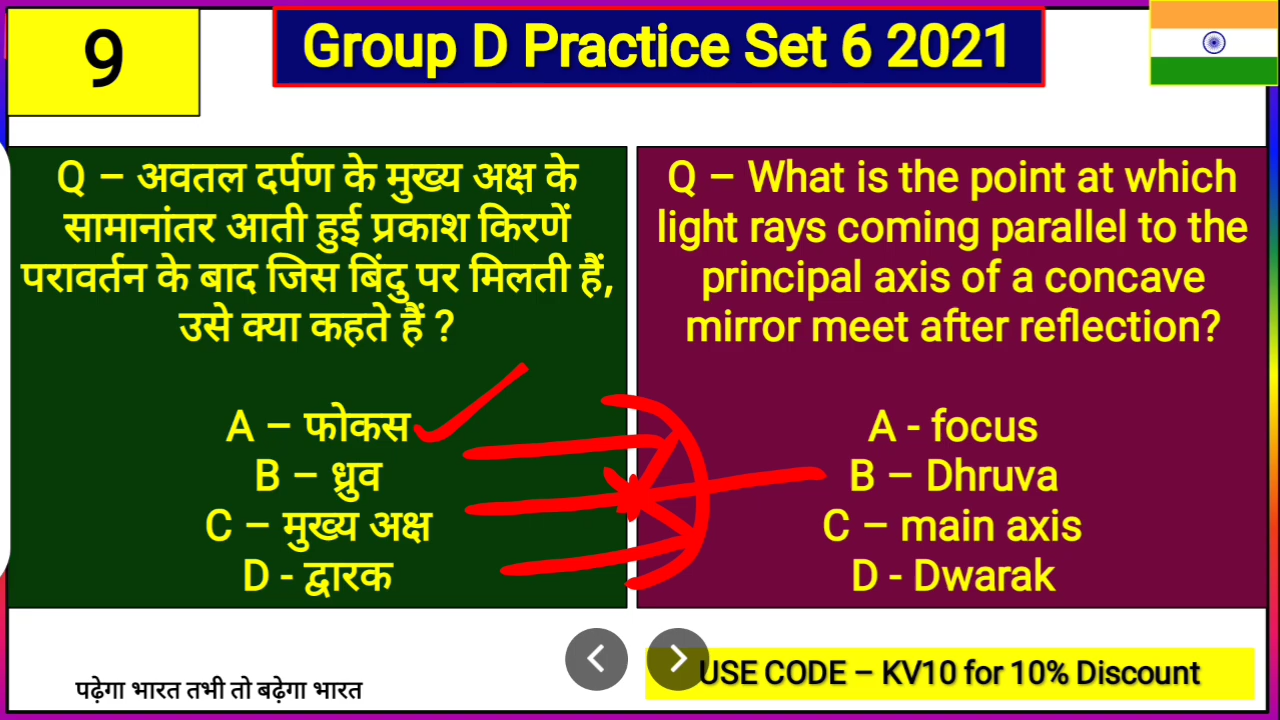 9
Group D Practice Set 6 2021
Q – अवतल दर्पण के मुख्य अक्ष के
सामानांतर आती हुई प्रकाश किरणें
परावर्तन के बाद जिस बिंदु पर मिलती हैं,
उसे क्या कहते हैं ?
A – फोकस
B – ध्रुव
C – मुख्य अक्ष
D - द्वारक
Q – What is the point at which
light rays coming parallel to the
principal axis of a concave
mirror meet after reflection?
A - focus
B – Dhruva
C – main axis
D - Dwarak
पढ़ेगा भारत तभी तो बढ़ेगा भारत
USE CODE – KV10 for 10% Discount